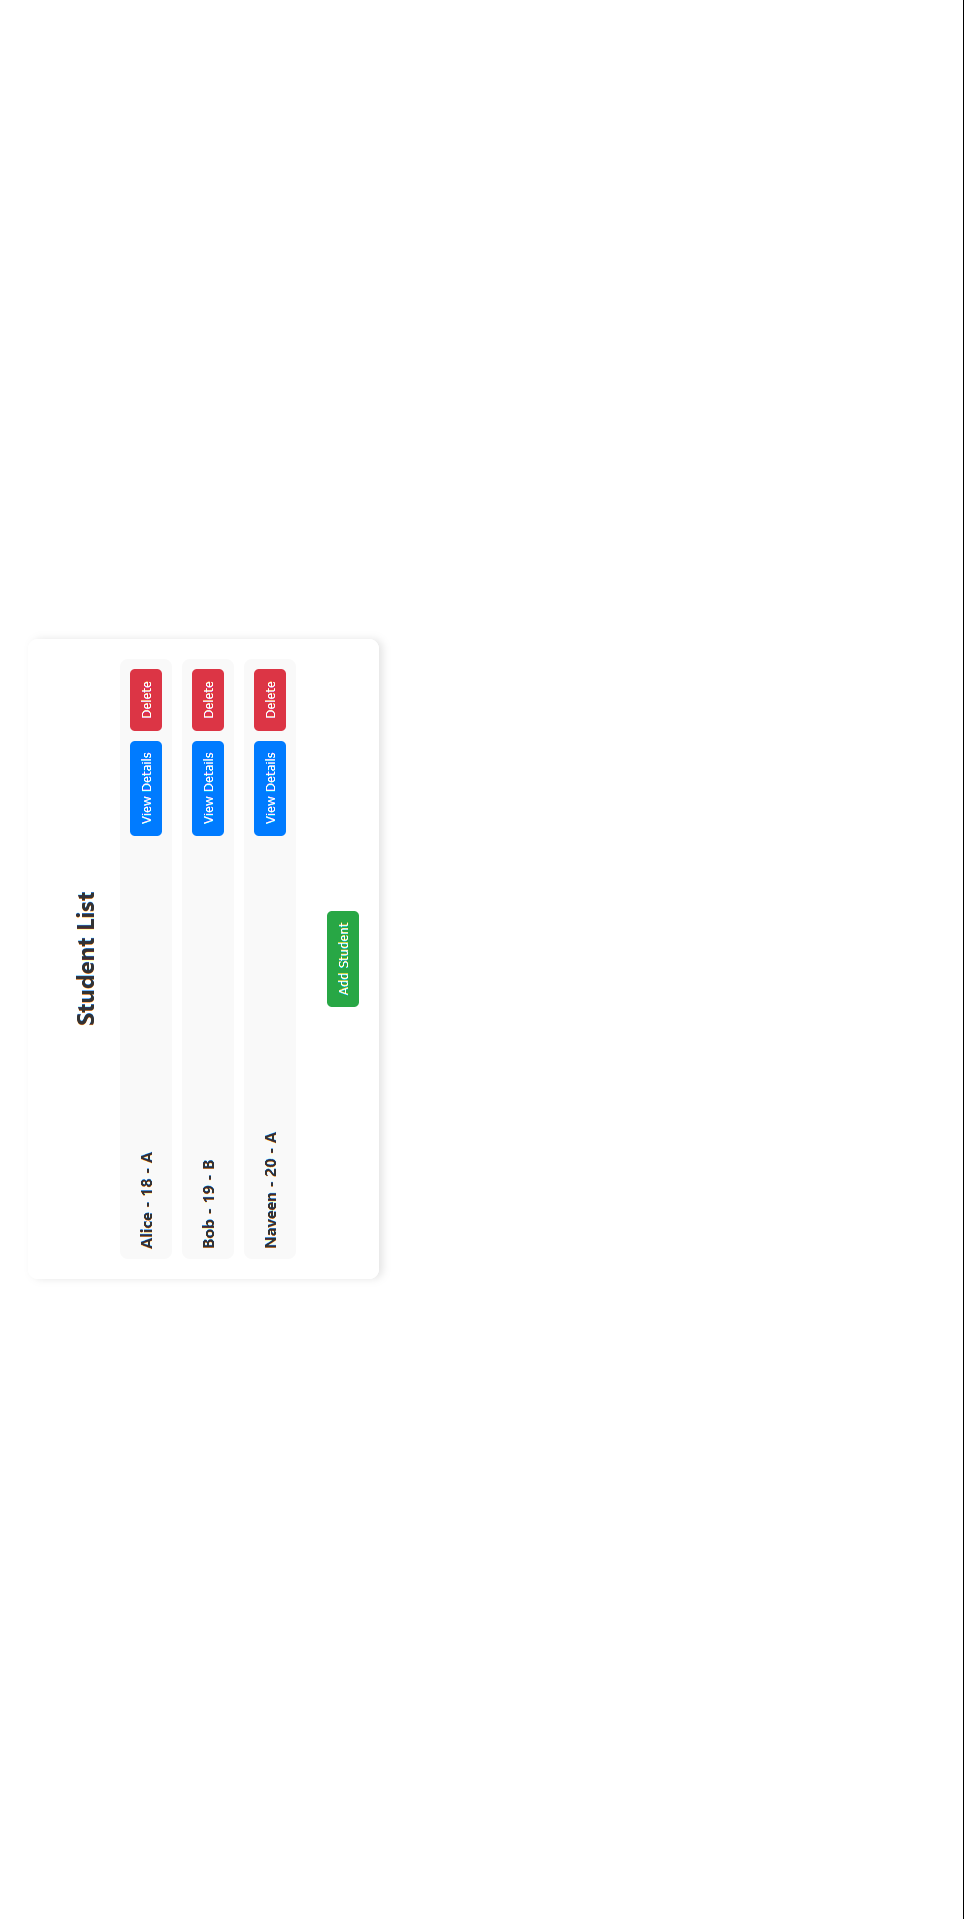 Student List
Alice - 18 - A View Details Delete
Bob - 19 - B View Details Delete
Naveen - 20 - A View Details Delete
Add Student